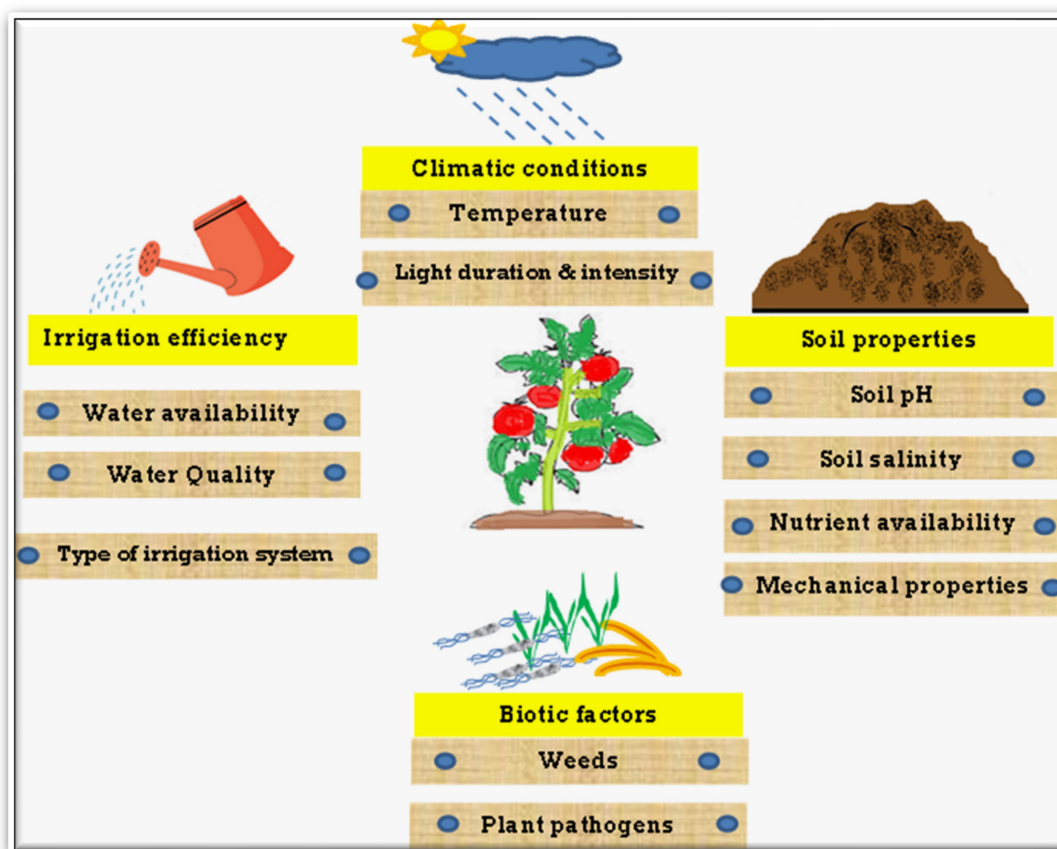 Climatic conditions
Temperature
Light duration & intensity
Irrigation efficiency
Water availability
Water Quality
Type of irrigation system
Soil properties
Soil pH
Soil salinity
Nutrient availability
Mechanical properties
Biotic factors
Weeds
Plant pathogens